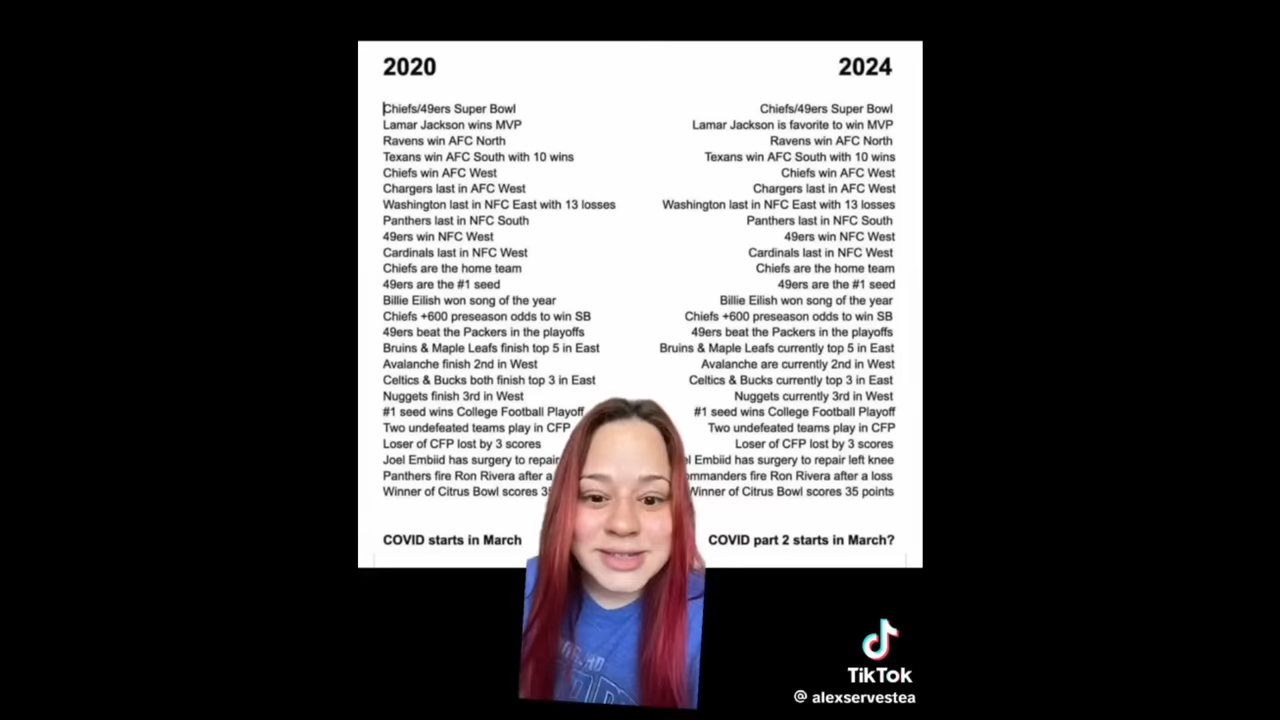 2020 2024
Chiefs/49ers Super Bowl Chiefs/49ers Super Bowl
Lamar Jackson wins MVP Lamar Jackson is favorite to win MVP
Ravens win AFC North Ravens win AFC North
Texans win AFC South with 10 wins Texans win AFC South with 10 wins
Chiefs win AFC West Chiefs win AFC West
Chargers last in AFC West Chargers last in AFC West
Washington last in NFC East with 13 losses Washington last in NFC East with 13 losses
Panthers last in NFC South Panthers last in NFC South
49ers win NFC West 49ers win NFC West
Cardinals last in NFC West Cardinals last in NFC West
Chiefs are the home team Chiefs are the home team
49ers are the #1 seed 49ers are the #1 seed
Billie Eilish won song of the year Billie Eilish won song of the year
Chiefs +600 preseason odds to win SB Chiefs +600 preseason odds to win SB
49ers beat the Packers in the playoffs 49ers beat the Packers in the playoffs
Bruins & Maple Leafs finish top 5 in East Bruins & Maple Leafs currently top 5 in East
Avalanche finish 2nd in West Avalanche are currently 2nd in West
Celtics & Bucks both finish top 3 in East Celtics & Bucks currently top 3 in East
Nuggets finish 3rd in West Nuggets currently 3rd in West
#1 seed wins College Football Playoff #1 seed wins College Football Playoff
Two undefeated teams play in CFP Two undefeated teams play in CFP
Loser of CFP lost by 3 scores Loser of CFP lost by 3 scores
Joel Embiid has surgery to repair Embiid has surgery to repair left knee
Panthers fire Ron Rivera after a fire Ron Rivera after a loss
Winner of Citrus Bowl scores Winner of Citrus Bowl scores 35 points
COVID starts in March COVID part 2 starts in March?
TikTok
@ alexservestea